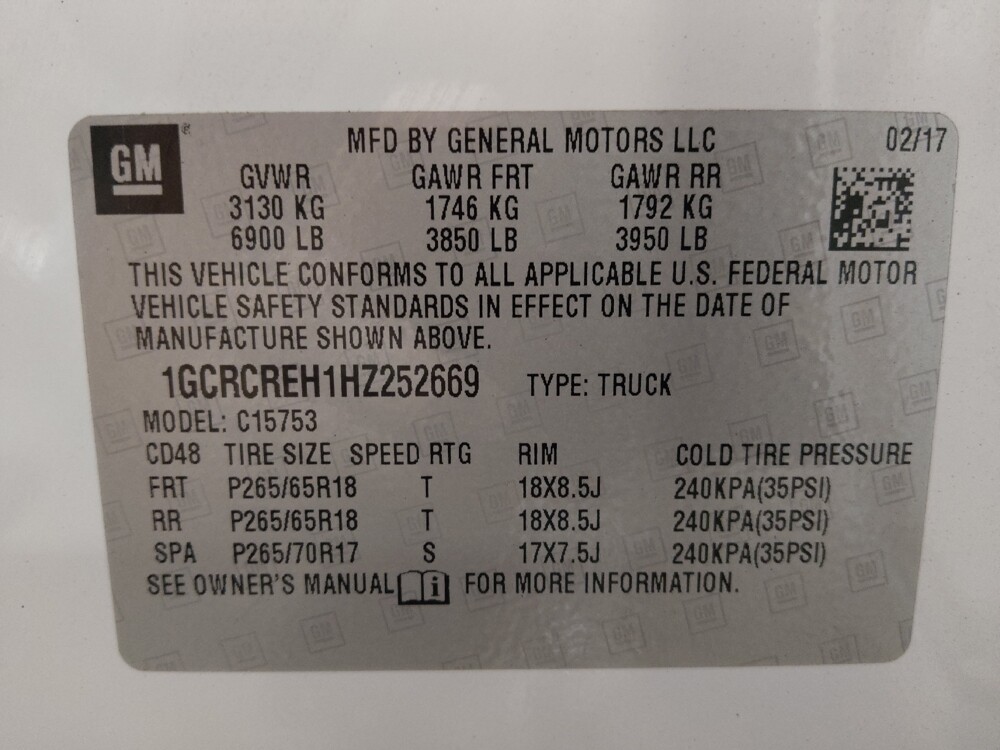 GM ®
MFD BY GENERAL MOTORS LLC 02/17
GVWR GAWR FRT GAWR RR
3130 KG 1746 KG 1792 KG
6900 LB 3850 LB 3950 LB
THIS VEHICLE CONFORMS TO ALL APPLICABLE U.S. FEDERAL MOTOR
VEHICLE SAFETY STANDARDS IN EFFECT ON THE DATE OF
MANUFACTURE SHOWN ABOVE.
1GCRCREH1HZ252669 TYPE: TRUCK
MODEL: C15753
CD48 TIRE SIZE SPEED RTG RIM COLD TIRE PRESSURE
FRT P265/65R18 T 18X8.5J 240KPA(35PSI)
RR P265/65R18 T 18X8.5J 240KPA(35PSI)
SPA P265/70R17 S 17X7.5J 240KPA(35PSI)
SEE OWNER'S MANUAL i FOR MORE INFORMATION.